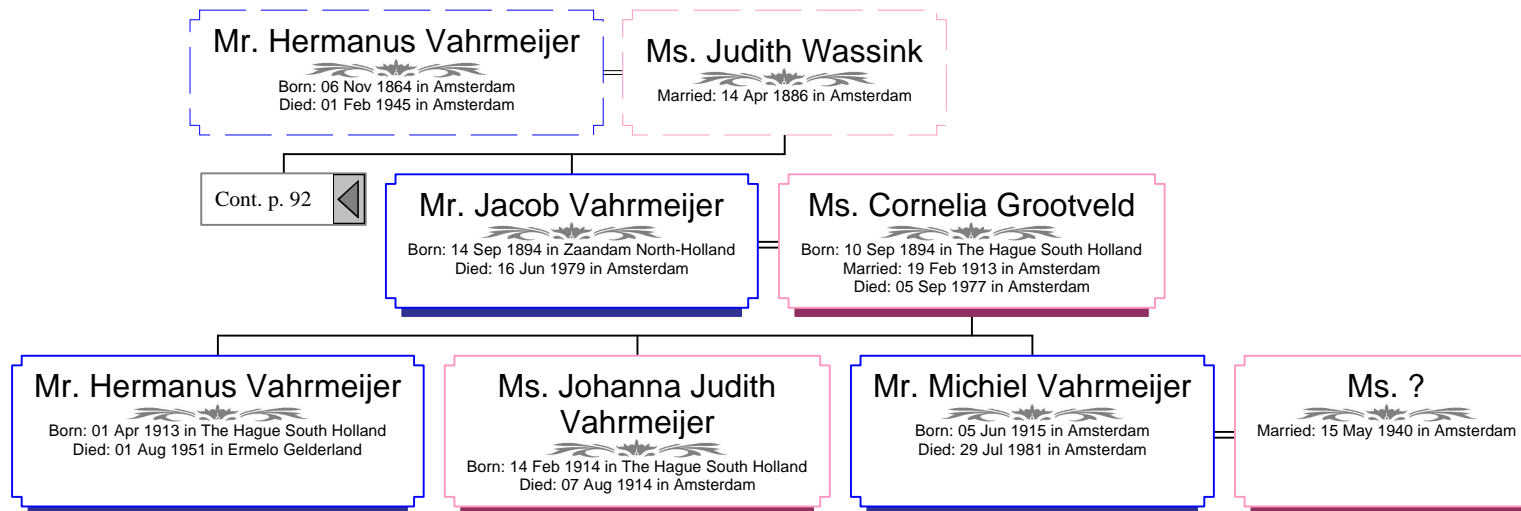 Mr. Hermanus Vahrmeijer
Born: 06 Nov 1864 in Amsterdam
Died: 01 Feb 1945 in Amsterdam
Ms. Judith Wassink
Married: 14 Apr 1886 in Amsterdam
Cont. p. 92
Mr. Jacob Vahrmeijer
Born: 14 Sep 1894 in Zaandam North-Holland
Died: 16 Jun 1979 in Amsterdam
Ms. Cornelia Grootveld
Born: 10 Sep 1894 in The Hague South Holland
Married: 19 Feb 1913 in Amsterdam
Died: 05 Sep 1977 in Amsterdam
Mr. Hermanus Vahrmeijer
Born: 01 Apr 1913 in The Hague South Holland
Died: 01 Aug 1951 in Ermelo Gelderland
Ms. Johanna Judith
Vahrmeijer
Born: 14 Feb 1914 in The Hague South Holland
Died: 07 Aug 1914 in Amsterdam
Mr. Michiel Vahrmeijer
Born: 05 Jun 1915 in Amsterdam
Died: 29 Jul 1981 in Amsterdam
Ms. ?
Married: 15 May 1940 in Amsterdam